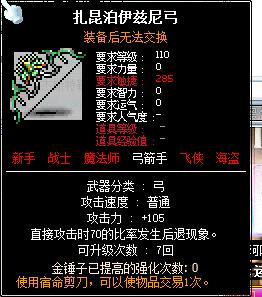 扎昆泊伊兹尼弓
装备后无法交换
要求等级: 110
要求力量: 0
要求敏捷: 285
要求智力: 0
要求运气: 0
要求人气度: -
道具等级: -
道具经验值: -
新手 战士 魔法师 弓箭手 飞侠 海盗
武器分类: 弓
攻击速度: 普通
攻击力: +105
直接攻击时70的比率发生后退现象。
可升级次数: 7回
金锤子已提高的强化次数: 0
使用宿命剪刀，可以使物品交易1次。